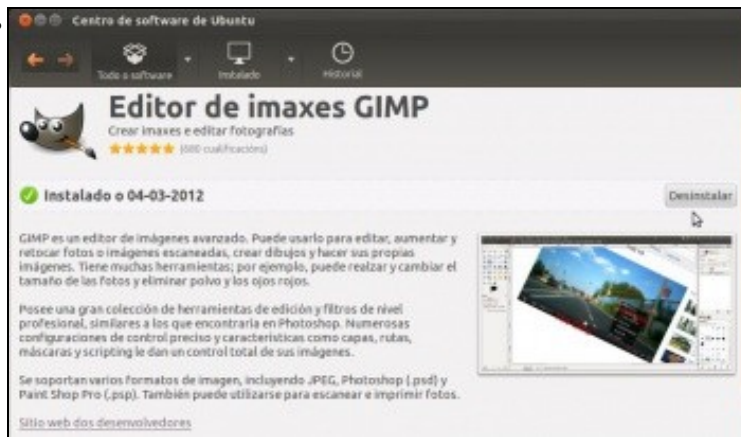 Centro de software de Ubuntu
Todo o software
Instalado
Historial
Editor de imaxes GIMP
Crear imaxes e editar fotografías
(680 cualificacións)
Instalado o 04-03-2012
Desinstalar
GIMP es un editor de imágenes avanzado. Puede usarlo para editar, aumentar y
retocar fotos o imágenes escaneadas, crear dibujos y hacer sus propias
imágenes. Tiene muchas herramientas; por ejemplo, puede realzar y cambiar el
tamaño de las fotos y eliminar polvo y los ojos rojos.
Posee una gran colección de herramientas de edición y filtros de nivel
profesional, similares a los que encontraría en Photoshop. Numerosas
configuraciones de control preciso y características como capas, rutas,
máscaras y scripting le dan un control total de sus imágenes.
Se soportan varios formatos de imagen, incluyendo JPEG, Photoshop (.psd) y
Paint Shop Pro (.psp). También puede utilizarse para escanear e imprimir fotos.
Sitio web dos desenvolvedores